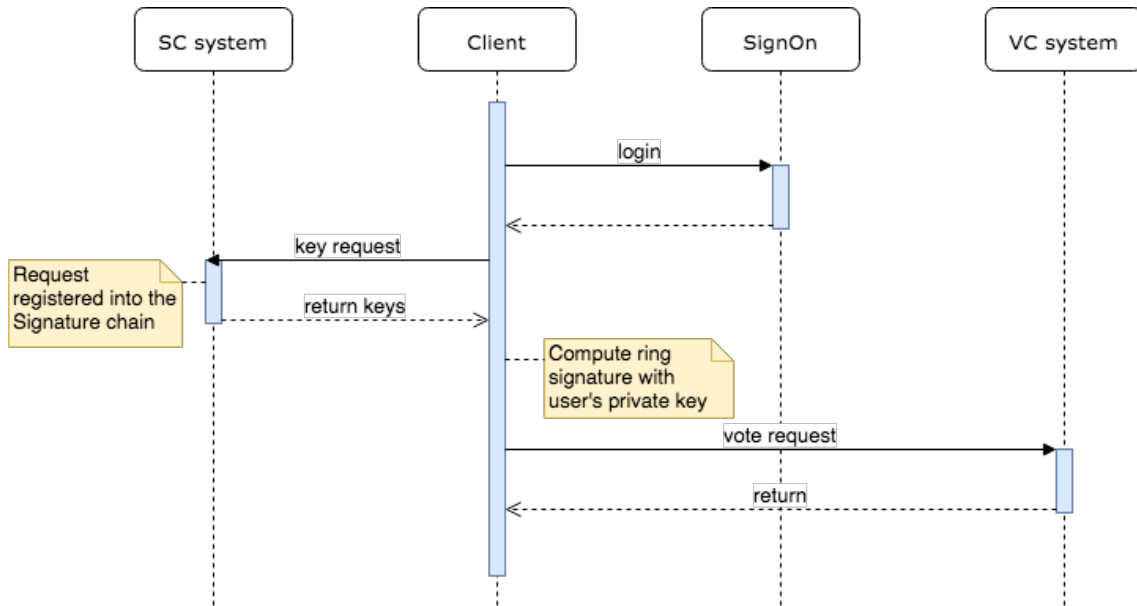 SC system
Client
SignOn
VC system
login
key request
Request
registered into the
Signature chain
return keys
Compute ring
signature with
user's private key
vote request
return